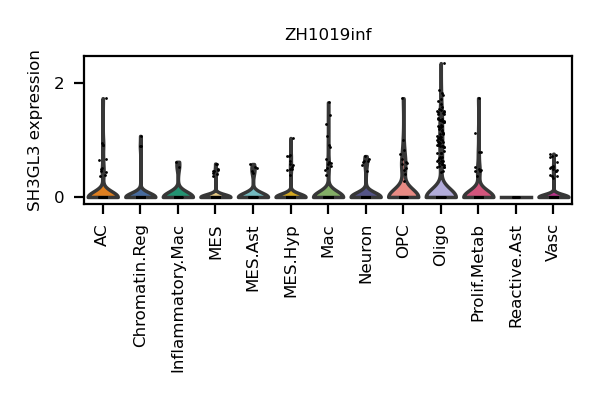 ZH1019inf
SH3GL3 expression
2
0
AC
Chromatin.Reg
Inflammatory.Mac
MES
MES.Ast
MES.Hyp
Mac
Neuron
OPC
Oligo
Prolif.Metab
Reactive.Ast
Vasc